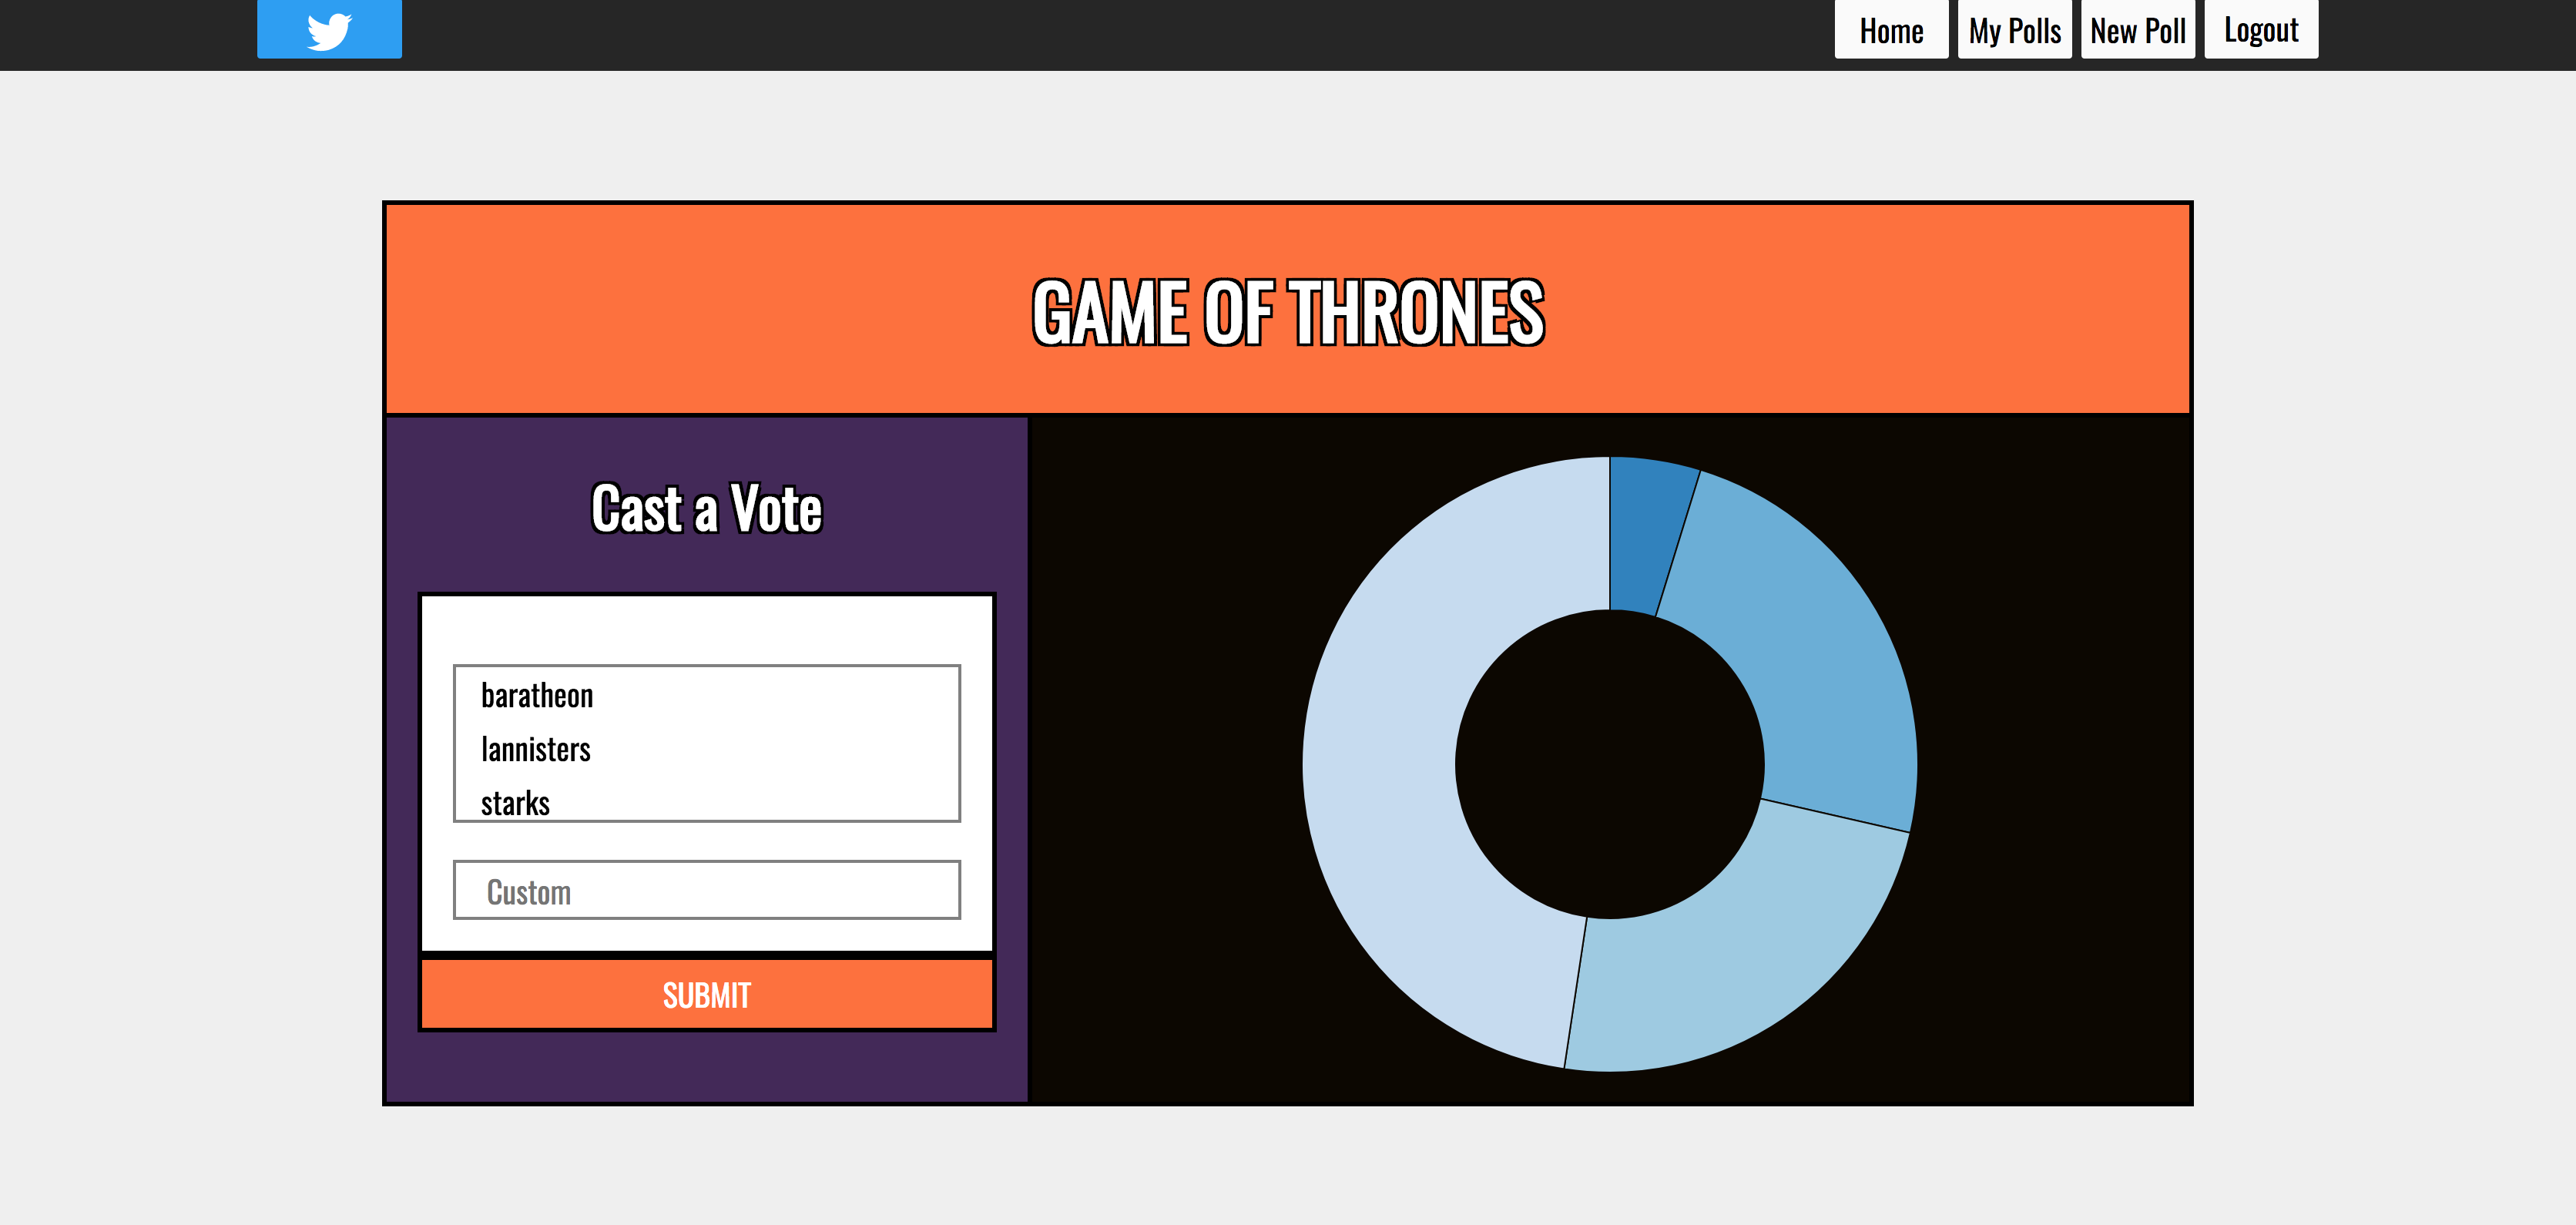 Home My Polls New Poll Logout
GAME OF THRONES
Cast a Vote
baratheon
lannisters
starks
Custom
SUBMIT